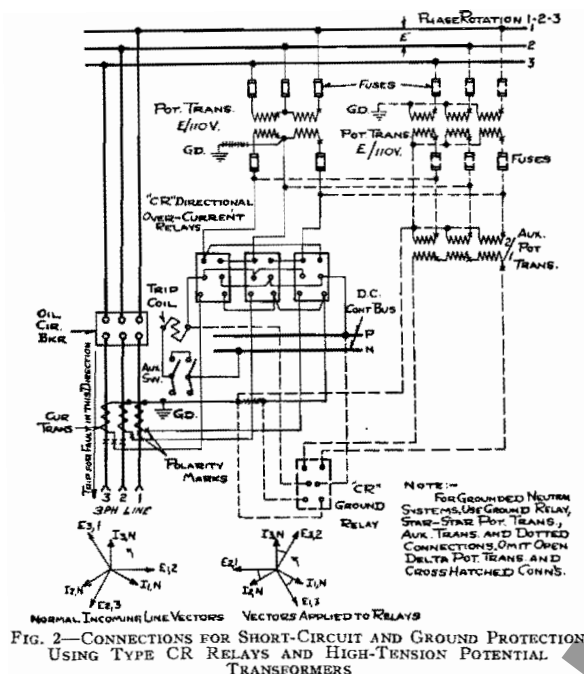 PHASE ROTATION 1-2-3
1
E
2
3
FUSES
POT. TRANS.
E/110V.
GD.
GD.
POT TRANS.
E/110V.
FUSES
"CR" DIRECTIONAL
OVER-CURRENT
RELAYS
AUX.
POT
TRANS.
2
1
TRIP
COIL
D.C.
CONT BUS
OIL
CIR.
BKR
P
N
AUX.
SW.
TRIP FOR FAULT IN THIS DIRECTION
GD.
CUR
TRANS
POLARITY
MARKS
3 2 1
3PH LINE
"CR"
GROUND
RELAY
NOTE:-
FOR GROUNDED NEUTRAL
SYSTEMS, USE GROUND RELAY,
STAR-STAR POT. TRANS.,
AUX. TRANS. AND DOTTED
CONNECTIONS, OMIT OPEN
DELTA POT. TRANS. AND
CROSS HATCHED CONN'S.
E3,1
I3,N
E1,2
I2,N
I1,N
E2,3
E3,2
I3,N
E2,1
I2,N
I1,N
E1,3
NORMAL INCOMING LINE VECTORS
VECTORS APPLIED TO RELAYS
FIG. 2—CONNECTIONS FOR SHORT-CIRCUIT AND GROUND PROTECTION
USING TYPE CR RELAYS AND HIGH-TENSION POTENTIAL
TRANSFORMERS